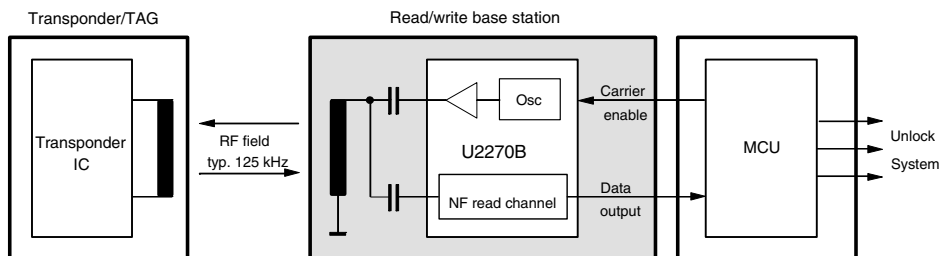 Transponder/TAG
Read/write base station
Transponder
IC
RF field
typ. 125 kHz
Osc
U2270B
NF read channel
Carrier
enable
Data
output
MCU
Unlock
System